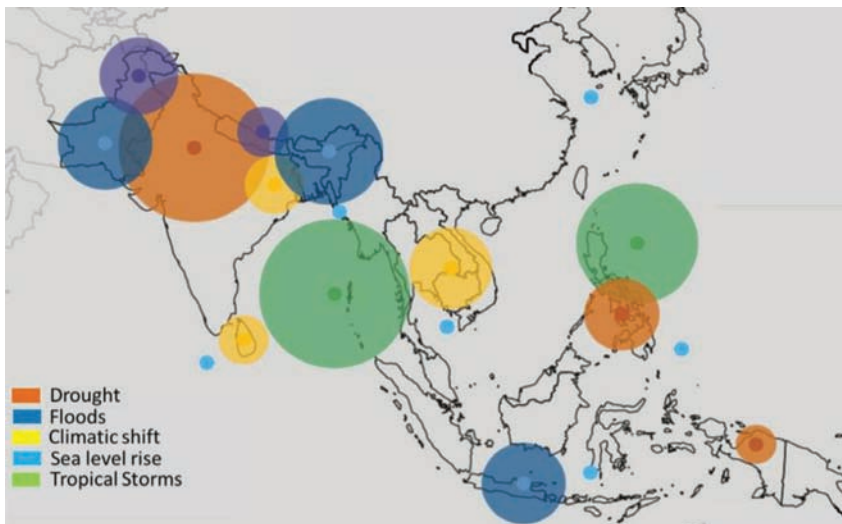 Drought
Floods
Climatic shift
Sea level rise
Tropical Storms